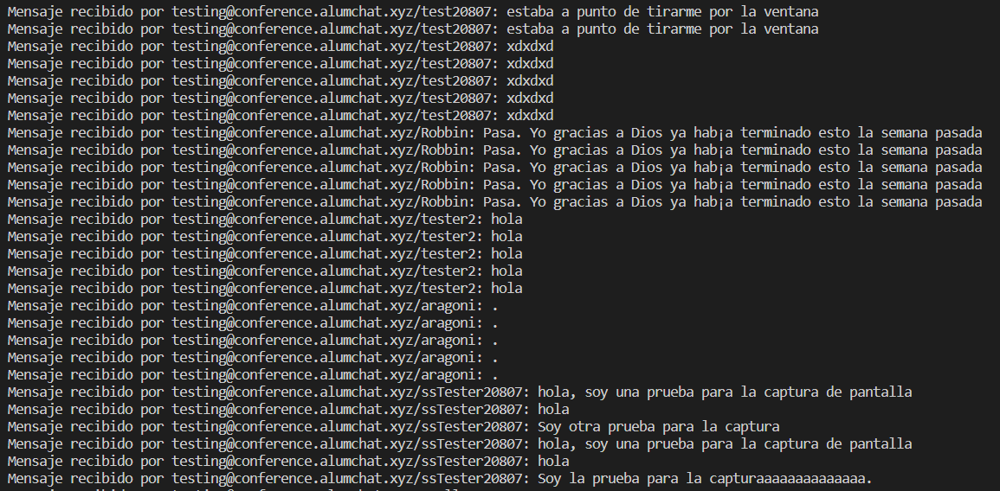 Mensaje recibido por testing@conference.alumchat.xyz/test20807: estaba a punto de tirarme por la ventana
Mensaje recibido por testing@conference.alumchat.xyz/test20807: estaba a punto de tirarme por la ventana
Mensaje recibido por testing@conference.alumchat.xyz/test20807: xdxdxd
Mensaje recibido por testing@conference.alumchat.xyz/test20807: xdxdxd
Mensaje recibido por testing@conference.alumchat.xyz/test20807: xdxdxd
Mensaje recibido por testing@conference.alumchat.xyz/test20807: xdxdxd
Mensaje recibido por testing@conference.alumchat.xyz/test20807: xdxdxd
Mensaje recibido por testing@conference.alumchat.xyz/Robbin: Pasa. Yo gracias a Dios ya hab¡a terminado esto la semana pasada
Mensaje recibido por testing@conference.alumchat.xyz/Robbin: Pasa. Yo gracias a Dios ya hab¡a terminado esto la semana pasada
Mensaje recibido por testing@conference.alumchat.xyz/Robbin: Pasa. Yo gracias a Dios ya hab¡a terminado esto la semana pasada
Mensaje recibido por testing@conference.alumchat.xyz/Robbin: Pasa. Yo gracias a Dios ya hab¡a terminado esto la semana pasada
Mensaje recibido por testing@conference.alumchat.xyz/Robbin: Pasa. Yo gracias a Dios ya hab¡a terminado esto la semana pasada
Mensaje recibido por testing@conference.alumchat.xyz/tester2: hola
Mensaje recibido por testing@conference.alumchat.xyz/tester2: hola
Mensaje recibido por testing@conference.alumchat.xyz/tester2: hola
Mensaje recibido por testing@conference.alumchat.xyz/tester2: hola
Mensaje recibido por testing@conference.alumchat.xyz/tester2: hola
Mensaje recibido por testing@conference.alumchat.xyz/aragoni: .
Mensaje recibido por testing@conference.alumchat.xyz/aragoni: .
Mensaje recibido por testing@conference.alumchat.xyz/aragoni: .
Mensaje recibido por testing@conference.alumchat.xyz/aragoni: .
Mensaje recibido por testing@conference.alumchat.xyz/aragoni: .
Mensaje recibido por testing@conference.alumchat.xyz/ssTester20807: hola, soy una prueba para la captura de pantalla
Mensaje recibido por testing@conference.alumchat.xyz/ssTester20807: hola
Mensaje recibido por testing@conference.alumchat.xyz/ssTester20807: Soy otra prueba para la captura
Mensaje recibido por testing@conference.alumchat.xyz/ssTester20807: hola, soy una prueba para la captura de pantalla
Mensaje recibido por testing@conference.alumchat.xyz/ssTester20807: hola
Mensaje recibido por testing@conference.alumchat.xyz/ssTester20807: Soy la prueba para la capturaaaaaaaaaaaaaaa.